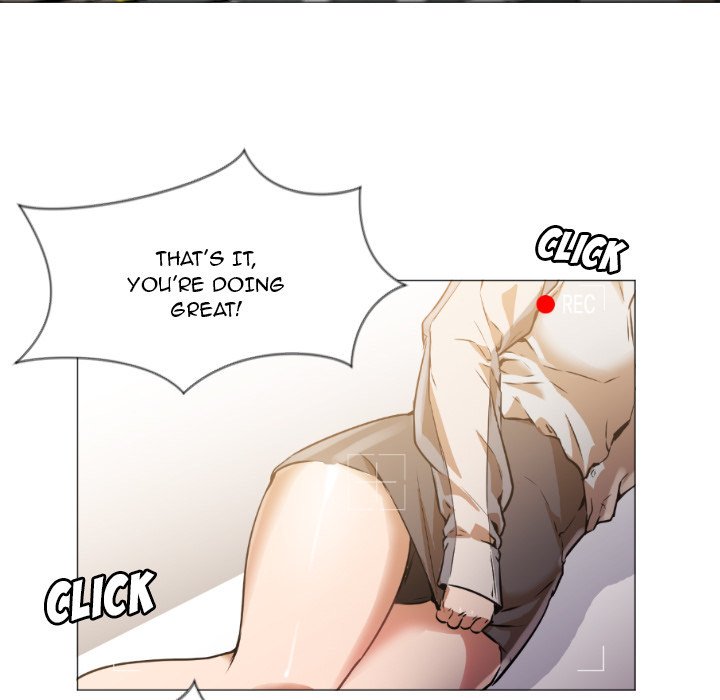 THAT'S IT,
YOU'RE DOING
GREAT!
CLICK
REC
CLICK